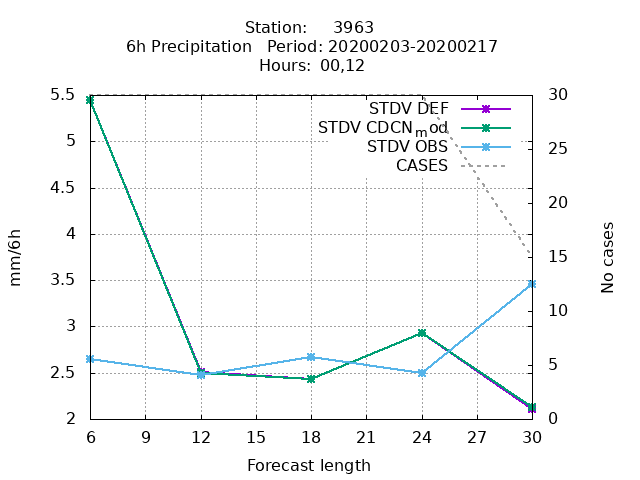 Station: 3963
6h Precipitation Period: 20200203-20200217
Hours: 00,12
5.5
5
4.5
4
3.5
3
2.5
2
mm/6h
30
25
20
15
10
5
0
No cases
STDV DEF
STDV CDCNmod
STDV OBS
CASES
6 9 12 15 18 21 24 27 30
Forecast length